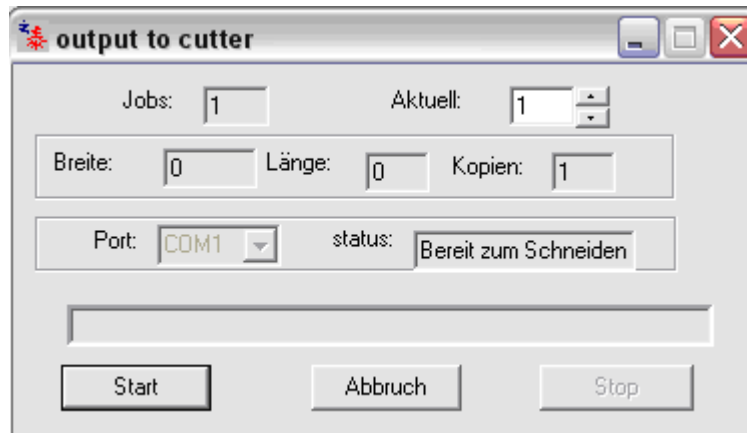 output to cutter
Jobs: 1 Aktuell: 1
Breite: 0 Länge: 0 Kopien: 1
Port: COM1 status: Bereit zum Schneiden
Start Abbruch Stop